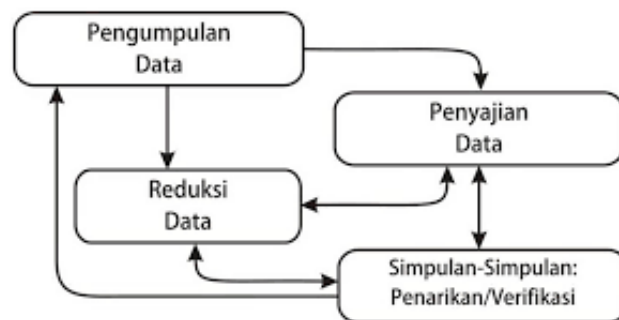 Pengumpulan
Data
Penyajian
Data
Reduksi
Data
Simpulan-Simpulan:
Penarikan/Verifikasi